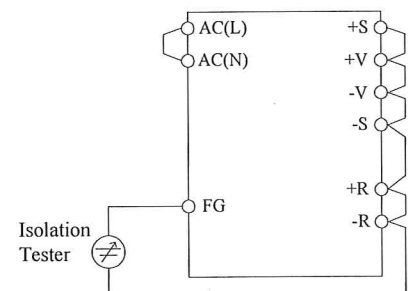 AC(L) +S
AC(N) +V
-V
-S
+R
FG
-R
Isolation
Tester